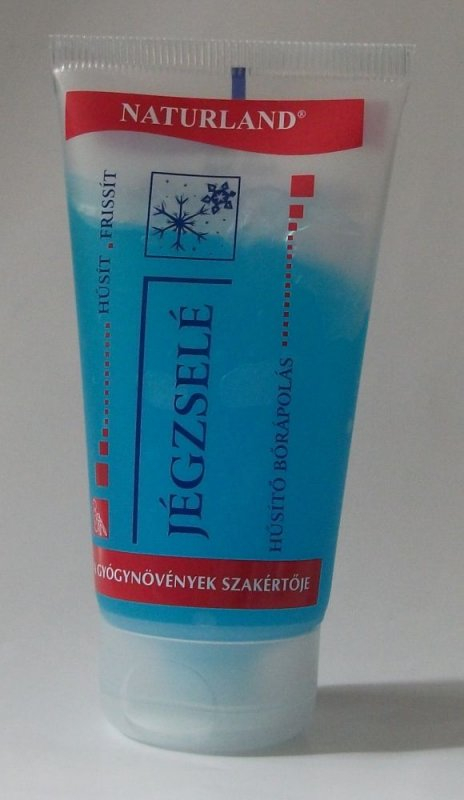 NATURLAND®
HŰSÍT FRISSÍT
JÉGZSELÉ
HŰSÍTŐ BŐRÁPOLÁS
A GYÓGYNÖVÉNYEK SZAKÉRTŐJE